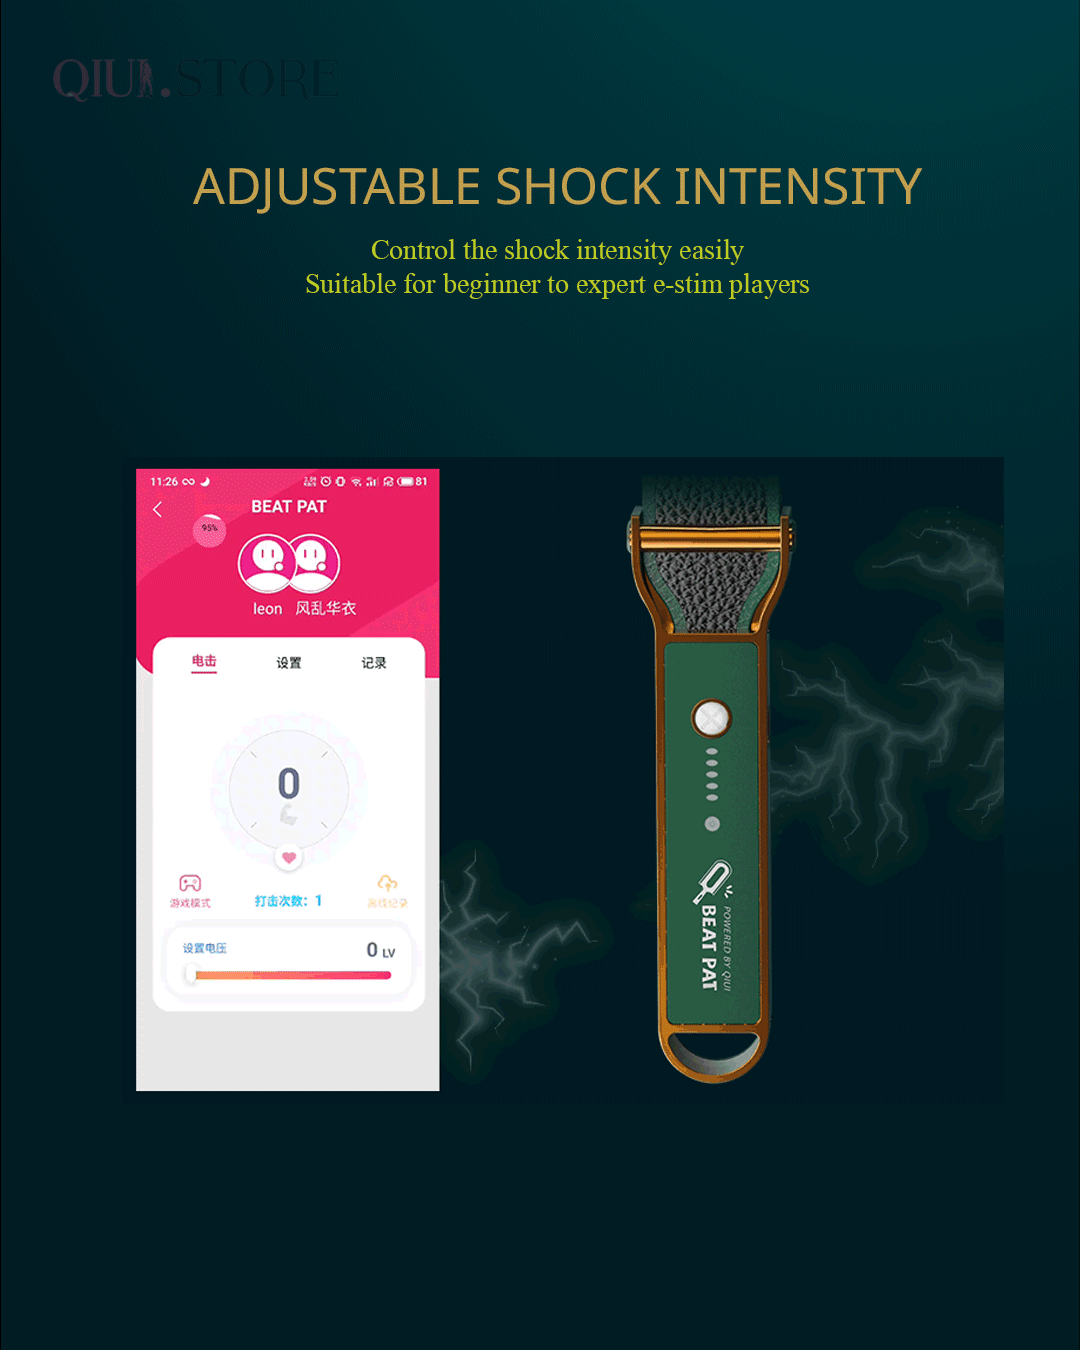 QIUI.STORE
ADJUSTABLE SHOCK INTENSITY
Control the shock intensity easily
Suitable for beginner to expert e-stim players
11:26
81
BEAT PAT
95%
leon 风乱华衣
电击 设置 记录
0
游戏模式 打击次数：1 离线纪录
设置电压 0 LV
BEAT PAT
POWERED BY QIUI